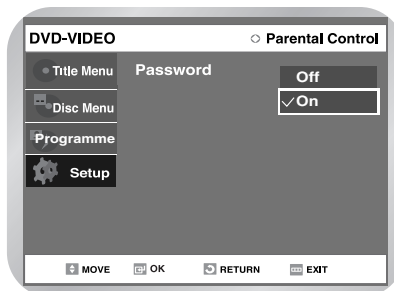 DVD-VIDEO Parental Control
Title Menu
Password
Off
On
Disc Menu
Programme
Setup
MOVE OK RETURN EXIT